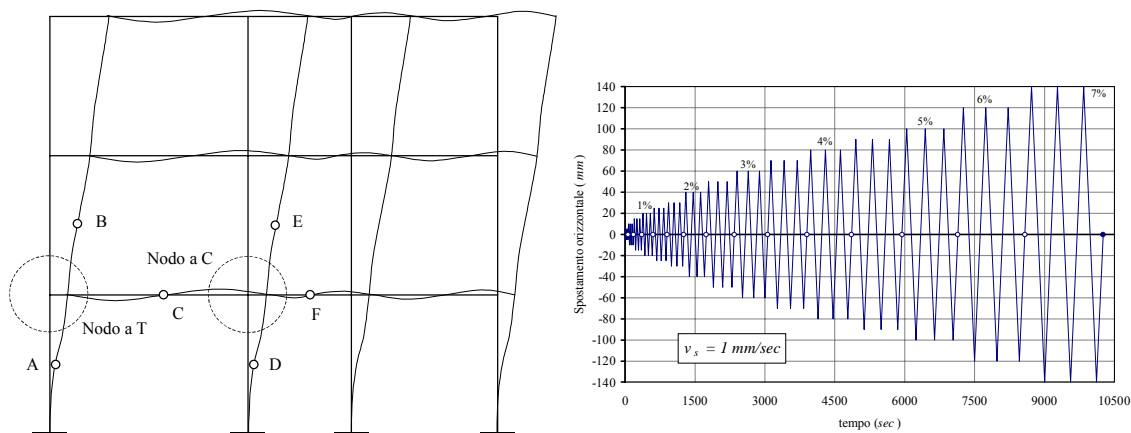 B
E
Nodo a C
C
F
Nodo a T
A
D
Spostamento orizzontale (mm)
140
120
100
80
60
40
20
0
-20
-40
-60
-80
-100
-120
-140
1%
2%
3%
4%
5%
6%
7%
v s = 1 mm/sec
0
1500
3000
4500
6000
7500
9000
10500
tempo (sec)